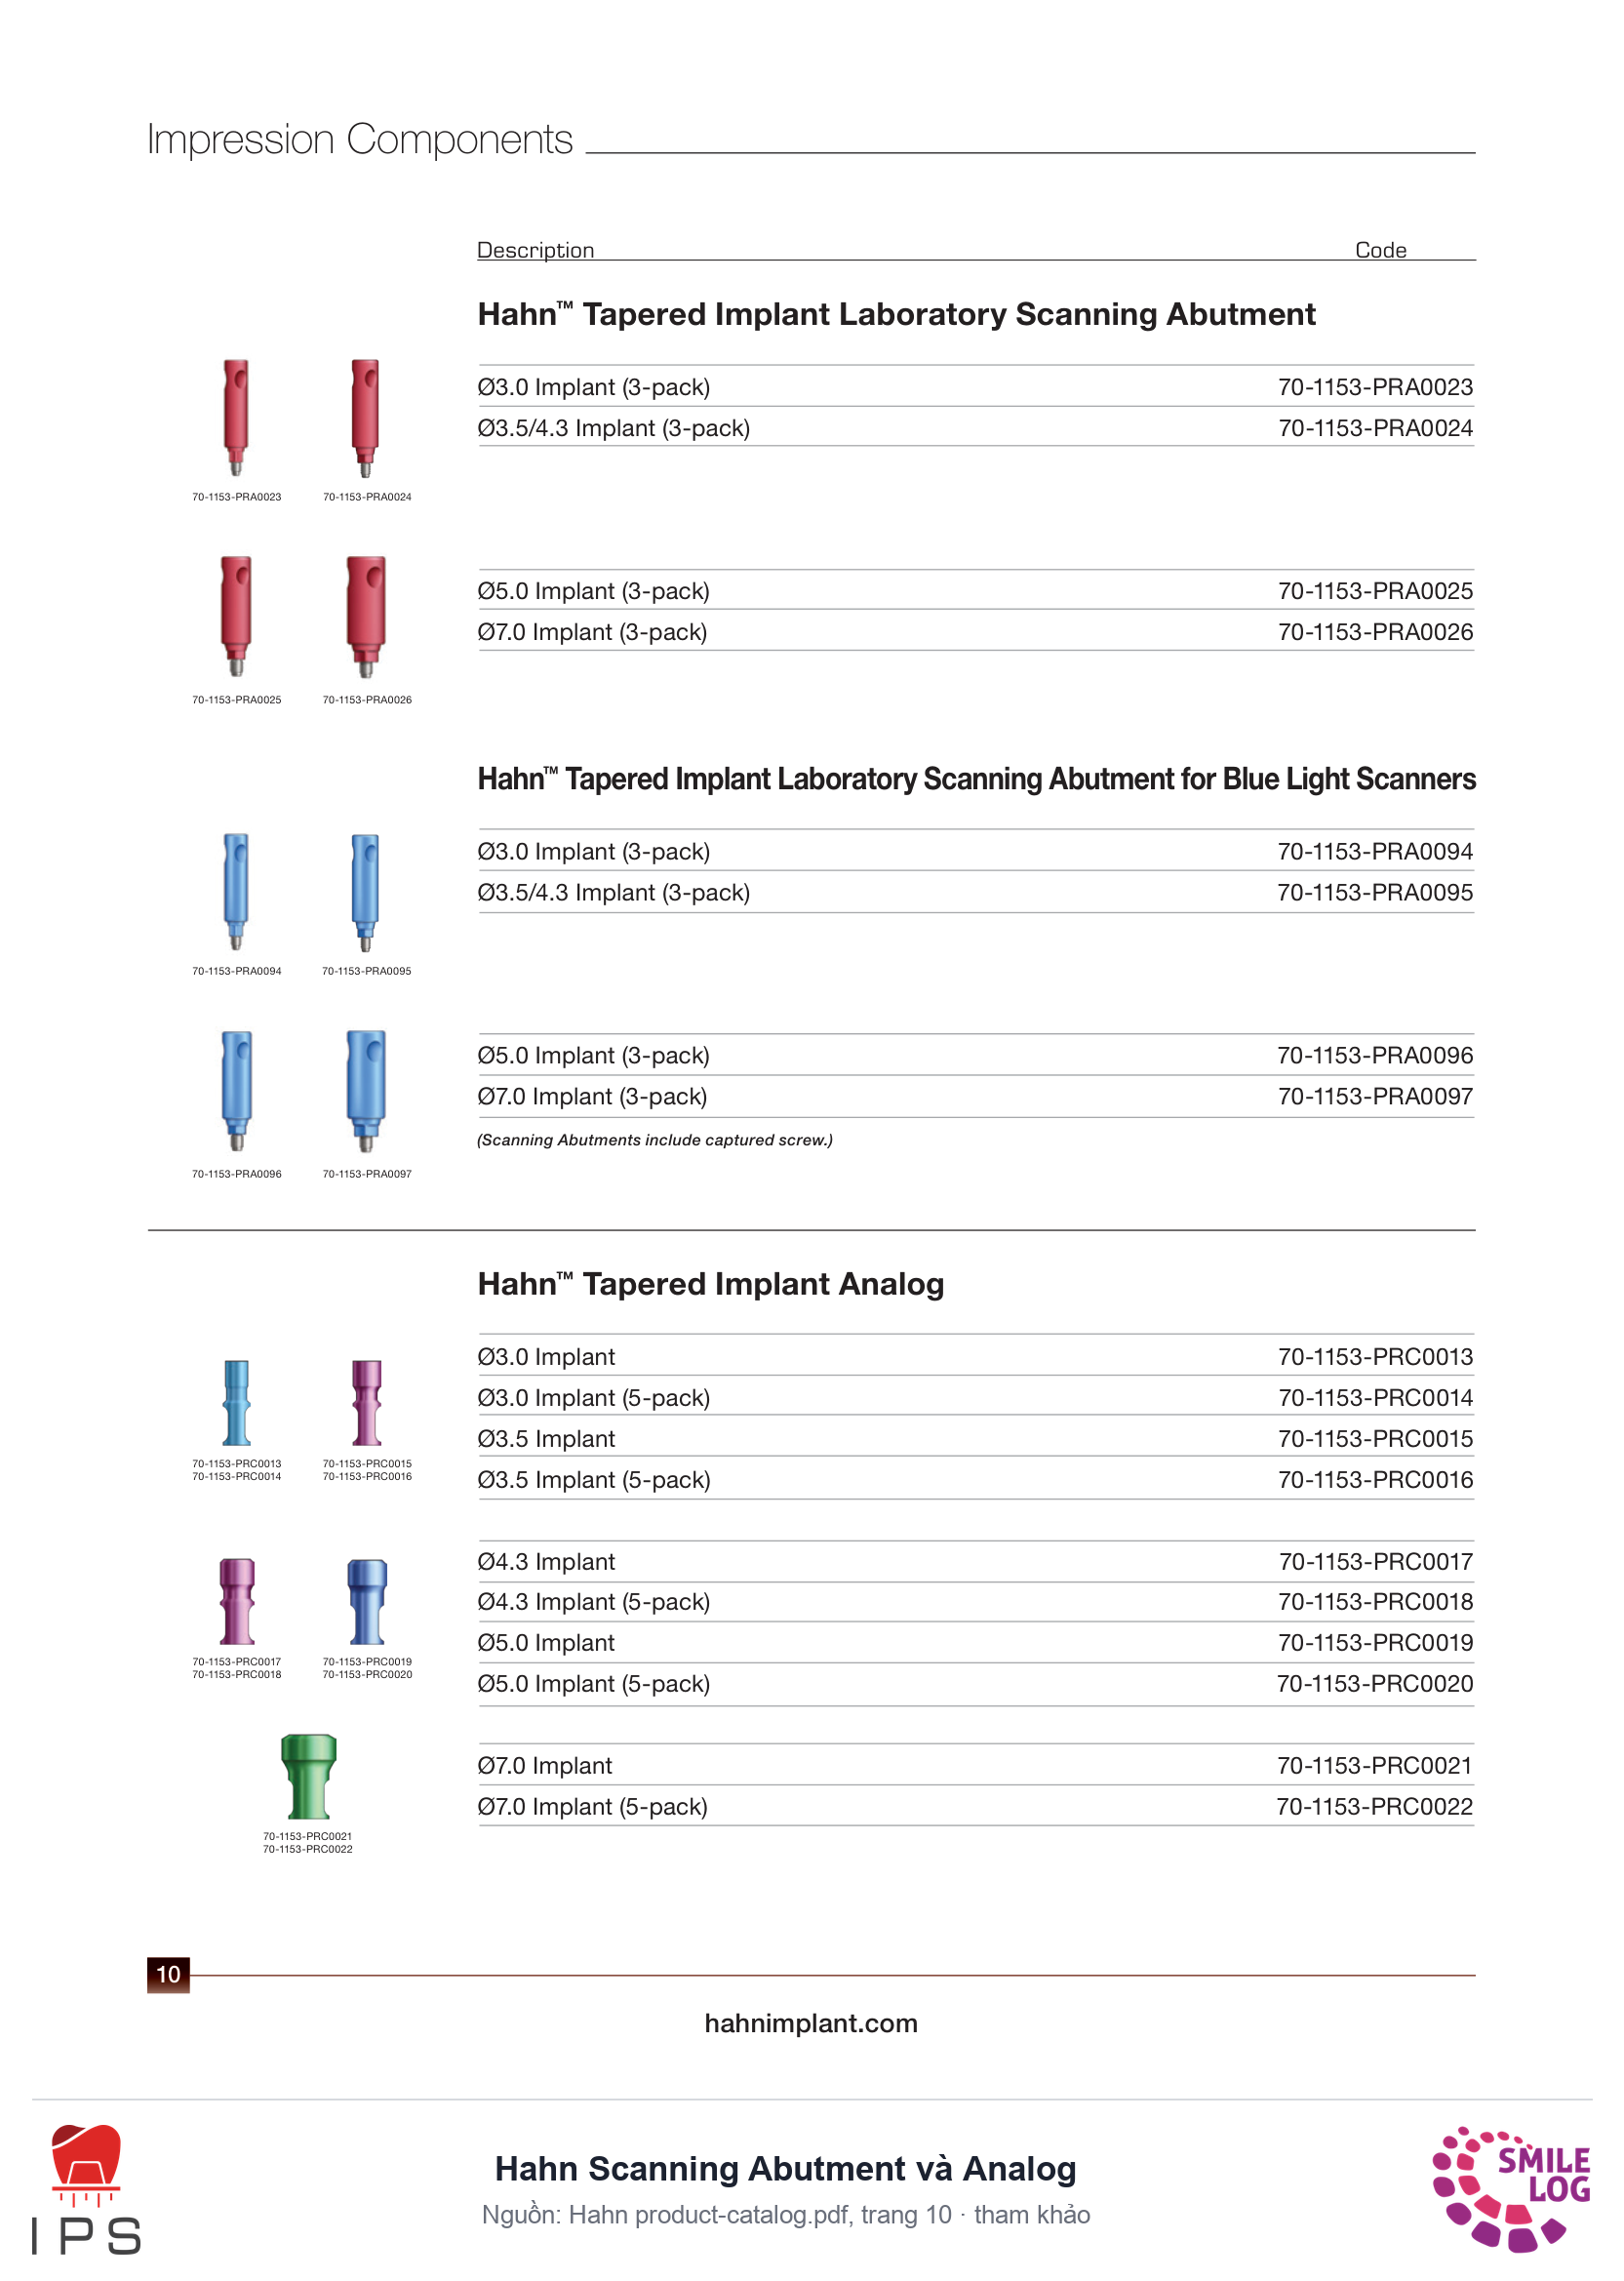 Impression Components
Description Code
Hahn™ Tapered Implant Laboratory Scanning Abutment
Ø3.0 Implant (3-pack) 70-1153-PRA0023
Ø3.5/4.3 Implant (3-pack) 70-1153-PRA0024
70-1153-PRA0023 70-1153-PRA0024
Ø5.0 Implant (3-pack) 70-1153-PRA0025
Ø7.0 Implant (3-pack) 70-1153-PRA0026
70-1153-PRA0025 70-1153-PRA0026
Hahn™ Tapered Implant Laboratory Scanning Abutment for Blue Light Scanners
Ø3.0 Implant (3-pack) 70-1153-PRA0094
Ø3.5/4.3 Implant (3-pack) 70-1153-PRA0095
70-1153-PRA0094 70-1153-PRA0095
Ø5.0 Implant (3-pack) 70-1153-PRA0096
Ø7.0 Implant (3-pack) 70-1153-PRA0097
(Scanning Abutments include captured screw.)
70-1153-PRA0096 70-1153-PRA0097
Hahn™ Tapered Implant Analog
Ø3.0 Implant 70-1153-PRC0013
Ø3.0 Implant (5-pack) 70-1153-PRC0014
Ø3.5 Implant 70-1153-PRC0015
Ø3.5 Implant (5-pack) 70-1153-PRC0016
70-1153-PRC0013 70-1153-PRC0015
70-1153-PRC0014 70-1153-PRC0016
Ø4.3 Implant 70-1153-PRC0017
Ø4.3 Implant (5-pack) 70-1153-PRC0018
Ø5.0 Implant 70-1153-PRC0019
Ø5.0 Implant (5-pack) 70-1153-PRC0020
70-1153-PRC0017 70-1153-PRC0019
70-1153-PRC0018 70-1153-PRC0020
Ø7.0 Implant 70-1153-PRC0021
Ø7.0 Implant (5-pack) 70-1153-PRC0022
70-1153-PRC0021
70-1153-PRC0022
10
hahnimplant.com
IPS
Hahn Scanning Abutment và Analog
Nguồn: Hahn product-catalog.pdf, trang 10 · tham khảo
SMILE
LOG